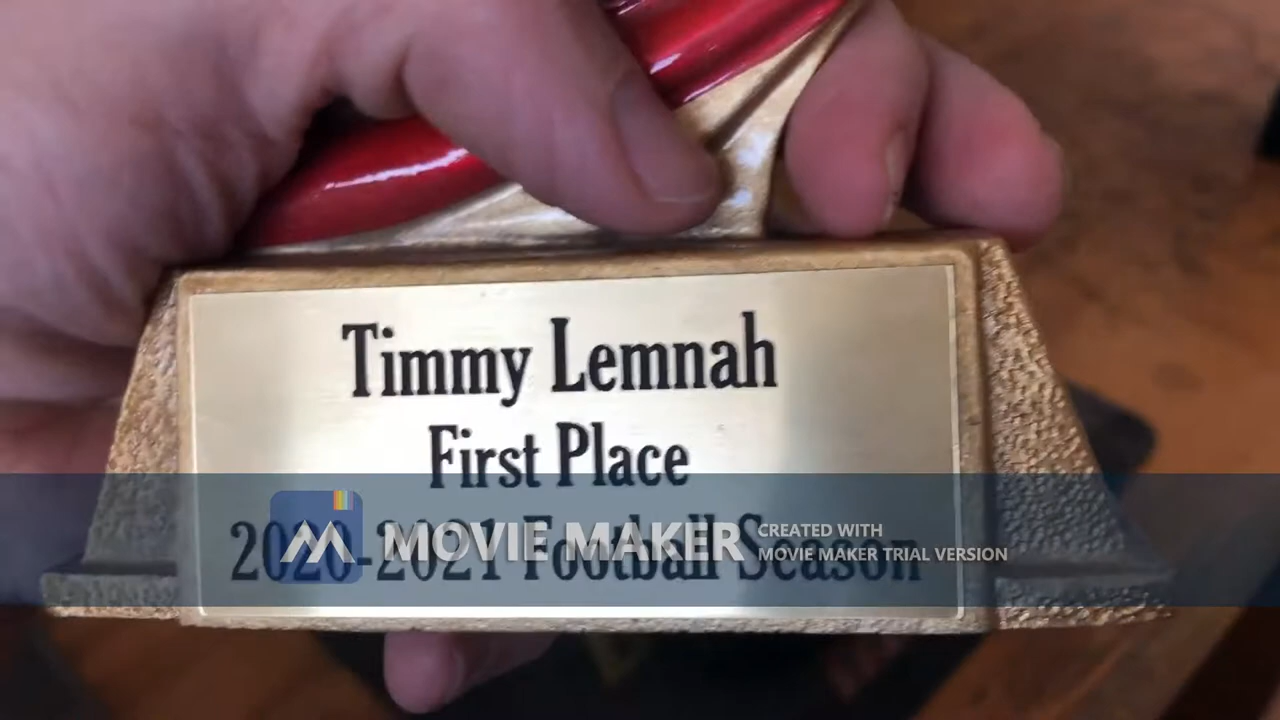 Timmy Lemnah
First Place
2020-2021 Football Season
MOVIE MAKER
CREATED WITH
MOVIE MAKER TRIAL VERSION